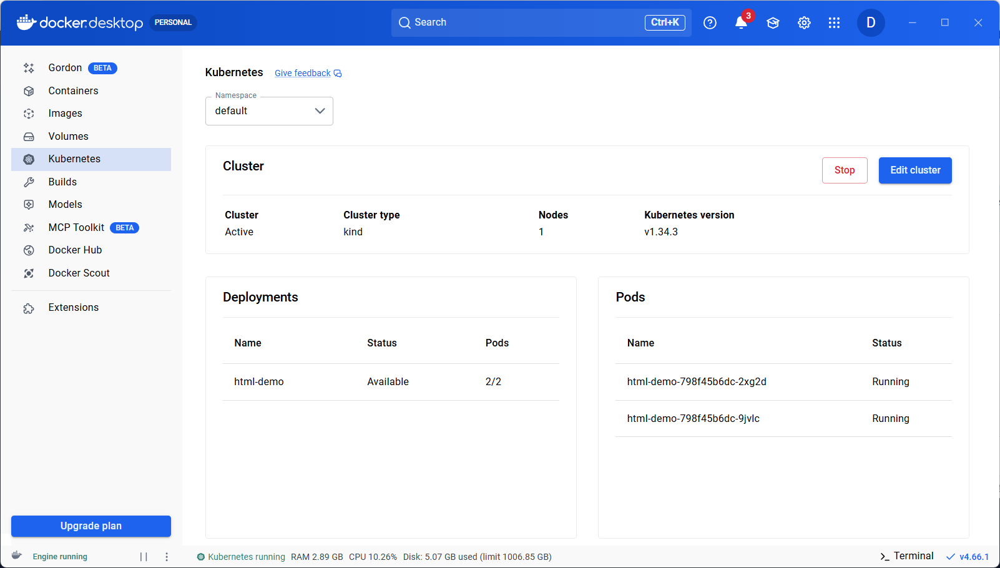 docker.desktop PERSONAL
Search Ctrl+K
3
D
Gordon BETA
Containers
Images
Volumes
Kubernetes
Builds
Models
MCP Toolkit BETA
Docker Hub
Docker Scout
Extensions
Upgrade plan
Kubernetes Give feedback
Namespace
default
Cluster
Stop Edit cluster
Cluster Cluster type Nodes Kubernetes version
Active kind 1 v1.34.3
Deployments
Name Status Pods
html-demo Available 2/2
Pods
Name Status
html-demo-798f45b6dc-2xg2d Running
html-demo-798f45b6dc-9jvlc Running
Engine running Kubernetes running RAM 2.89 GB CPU 10.26% Disk: 5.07 GB used (limit 1006.85 GB) Terminal v4.66.1